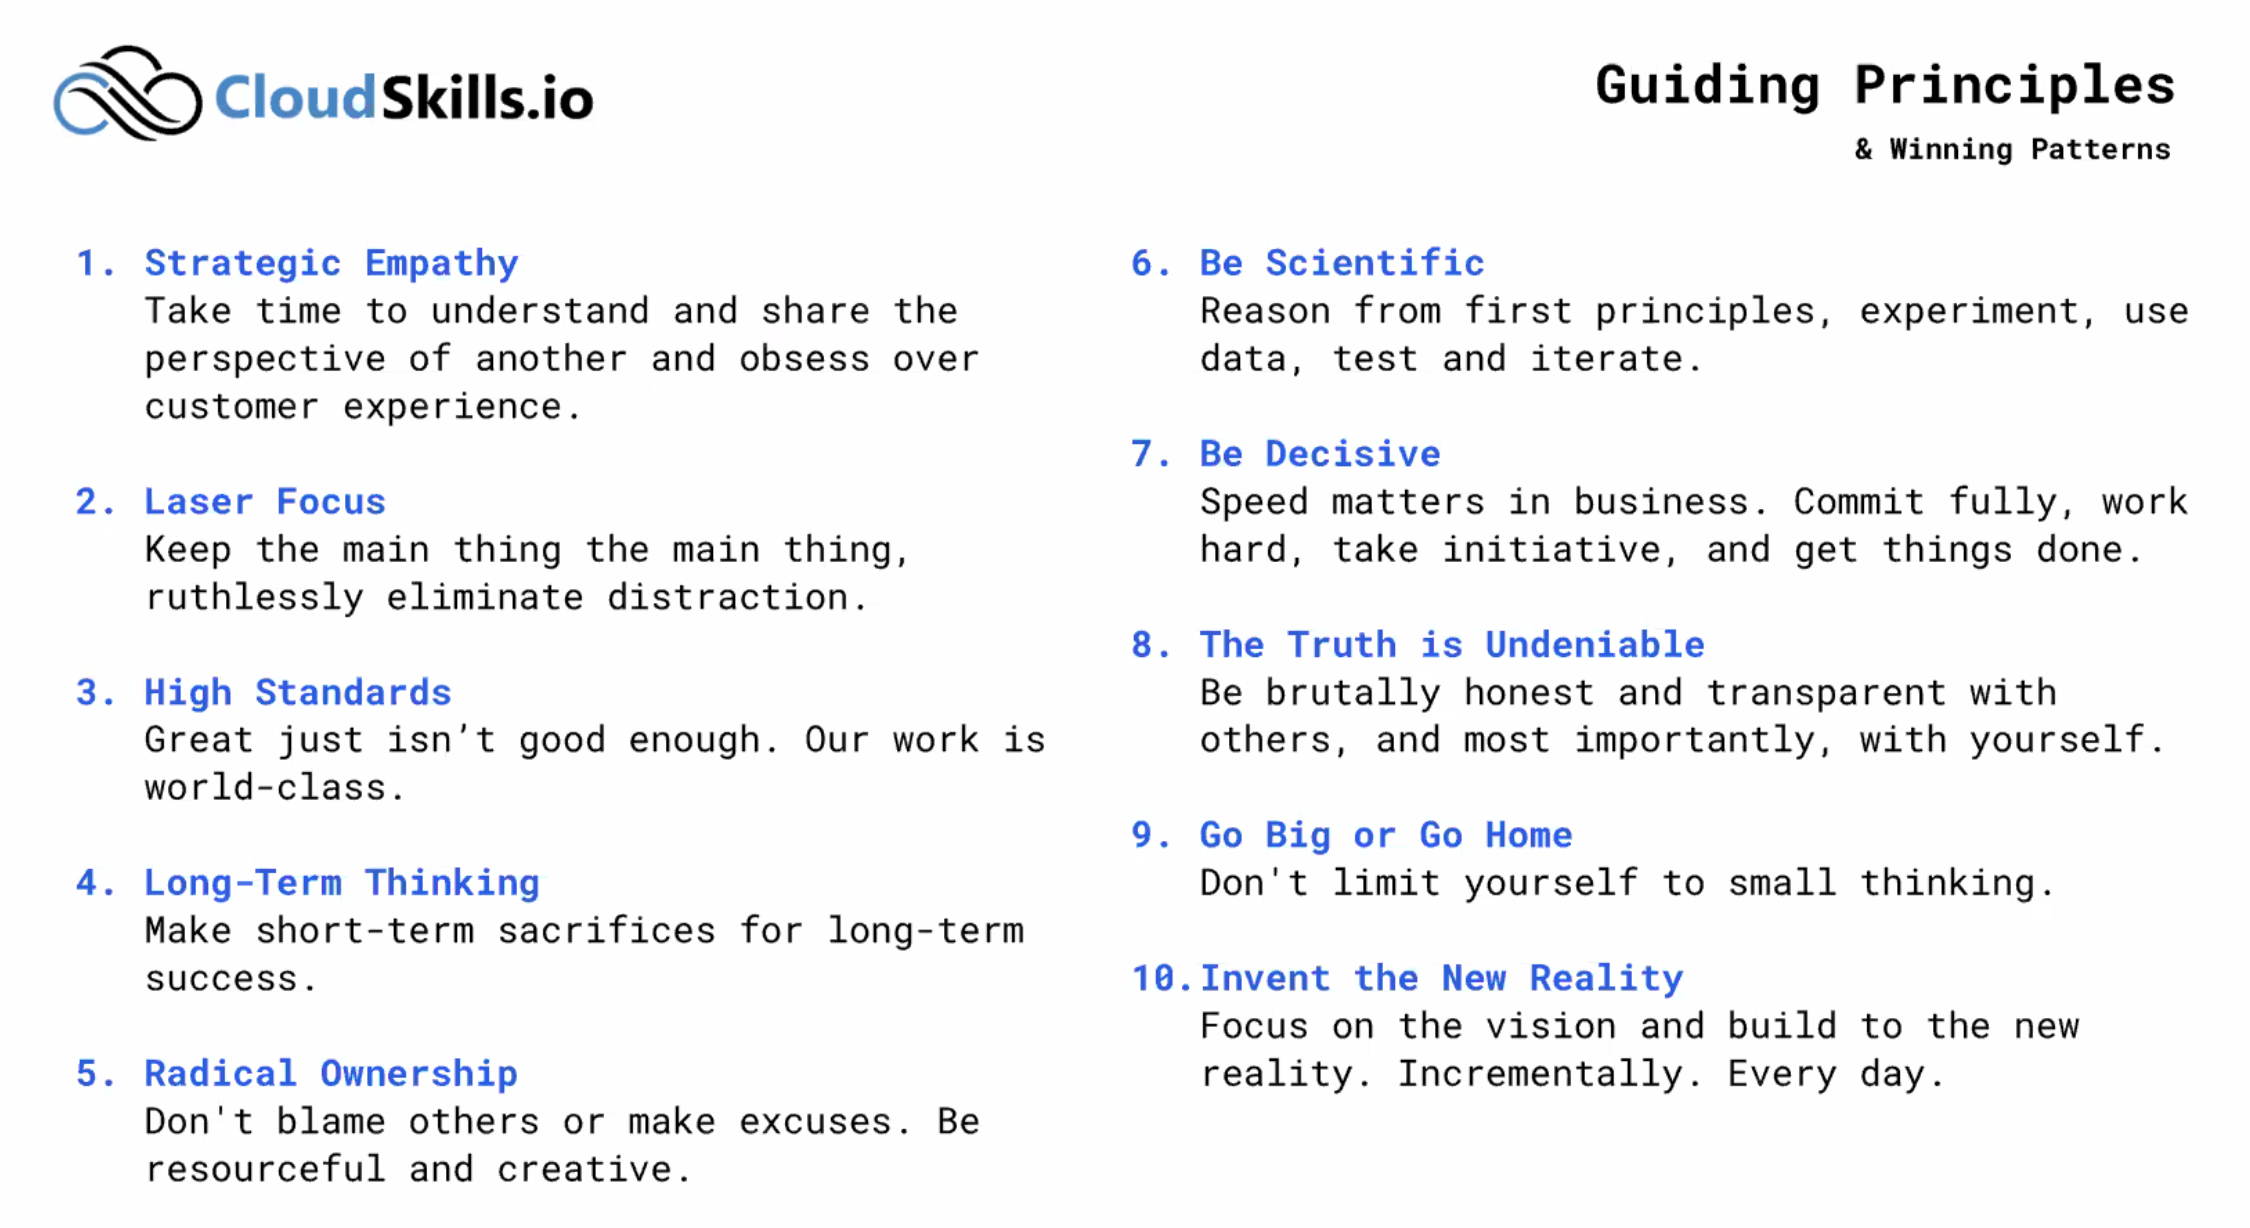 CloudSkills.io
Guiding Principles
& Winning Patterns
1. Strategic Empathy
Take time to understand and share the
perspective of another and obsess over
customer experience.
2. Laser Focus
Keep the main thing the main thing,
ruthlessly eliminate distraction.
3. High Standards
Great just isn’t good enough. Our work is
world-class.
4. Long-Term Thinking
Make short-term sacrifices for long-term
success.
5. Radical Ownership
Don't blame others or make excuses. Be
resourceful and creative.
6. Be Scientific
Reason from first principles, experiment, use
data, test and iterate.
7. Be Decisive
Speed matters in business. Commit fully, work
hard, take initiative, and get things done.
8. The Truth is Undeniable
Be brutally honest and transparent with
others, and most importantly, with yourself.
9. Go Big or Go Home
Don't limit yourself to small thinking.
10. Invent the New Reality
Focus on the vision and build to the new
reality. Incrementally. Every day.